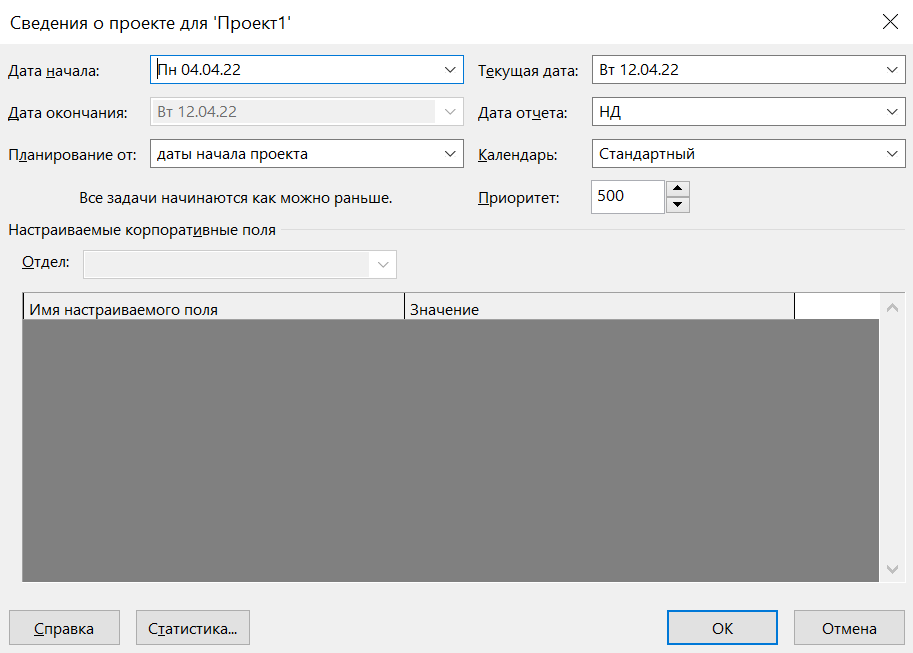 Сведения о проекте для 'Проект1'
Дата начала: Пн 04.04.22 Текущая дата: Вт 12.04.22
Дата окончания: Вт 12.04.22 Дата отчета: НД
Планирование от: даты начала проекта Календарь: Стандартный
Все задачи начинаются как можно раньше. Приоритет: 500
Настраиваемые корпоративные поля
Отдел:
Имя настраиваемого поля Значение
Справка Статистика... ОК Отмена